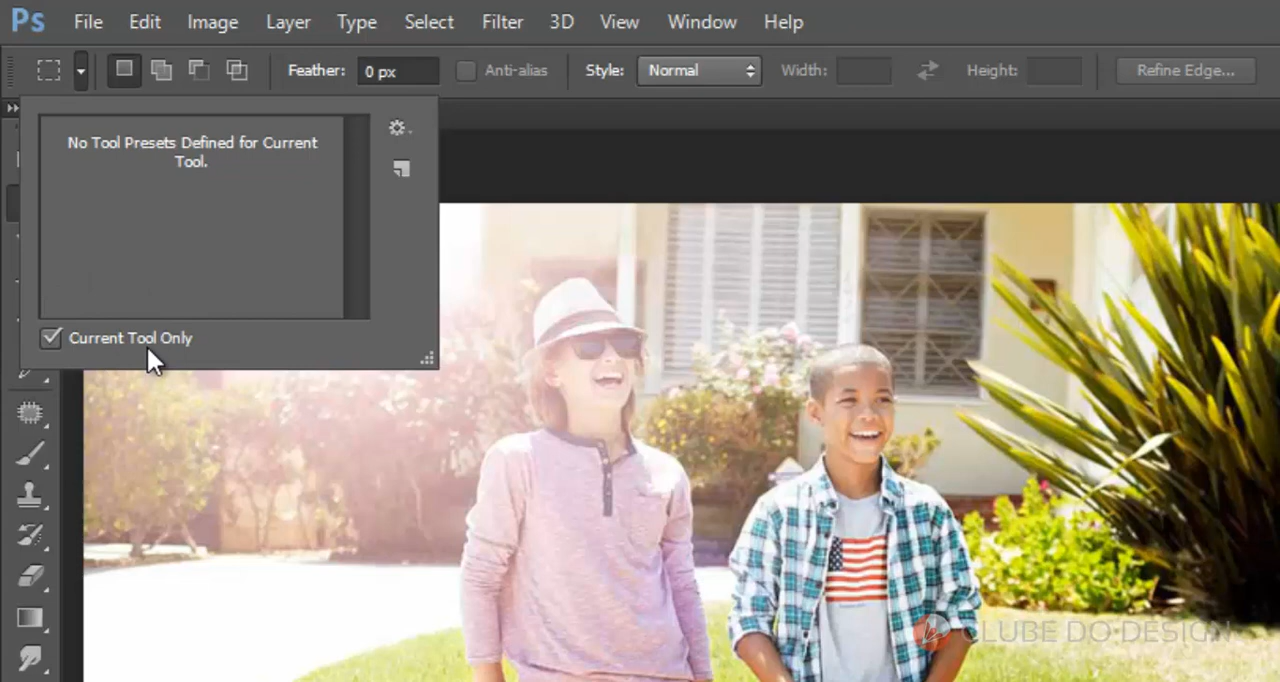 Ps File Edit Image Layer Type Select Filter 3D View Window Help
Feather: 0 px Anti-alias Style: Normal Width: Height: Refine Edge...
No Tool Presets Defined for Current
Tool.
Current Tool Only
CLUBE DO DESIGN